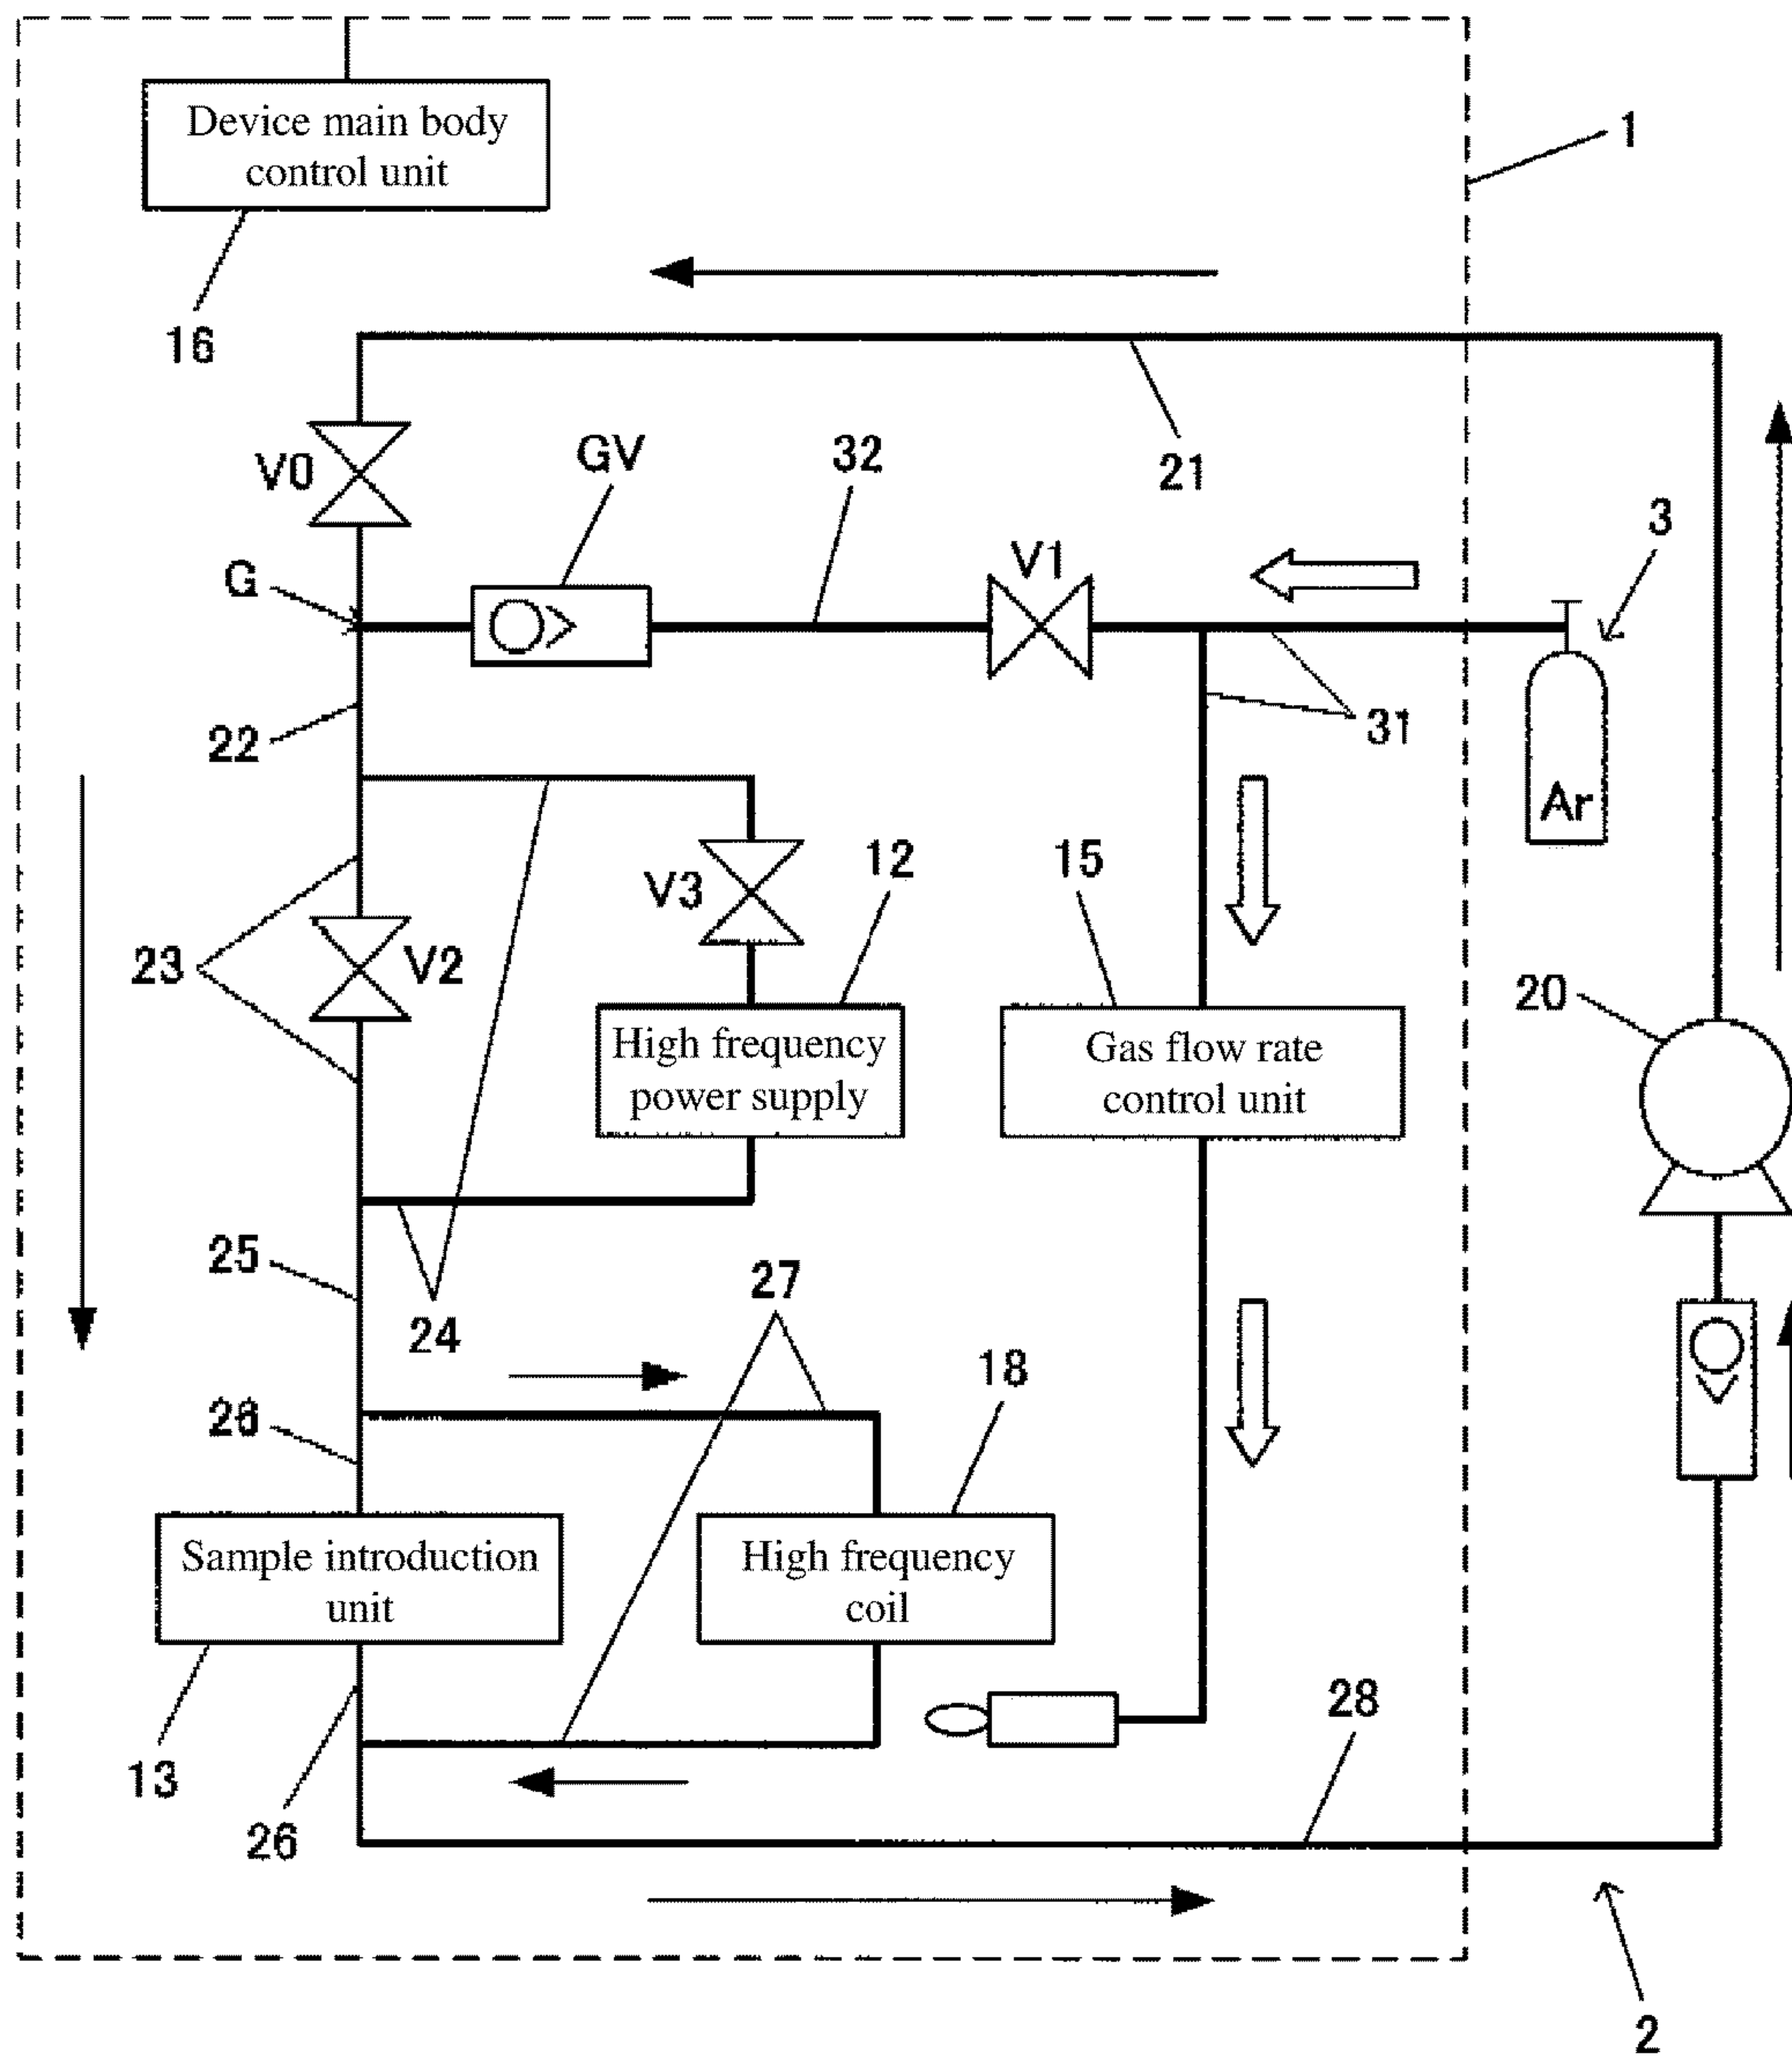 Device main body
control unit
1
16
21
V0
GV
32
3
G
V1
22
31
Ar
12
15
V3
23
V2
20
High frequency
power supply
Gas flow rate
control unit
25
27
24
18
26
Sample introduction
unit
High frequency
coil
28
13
26
2